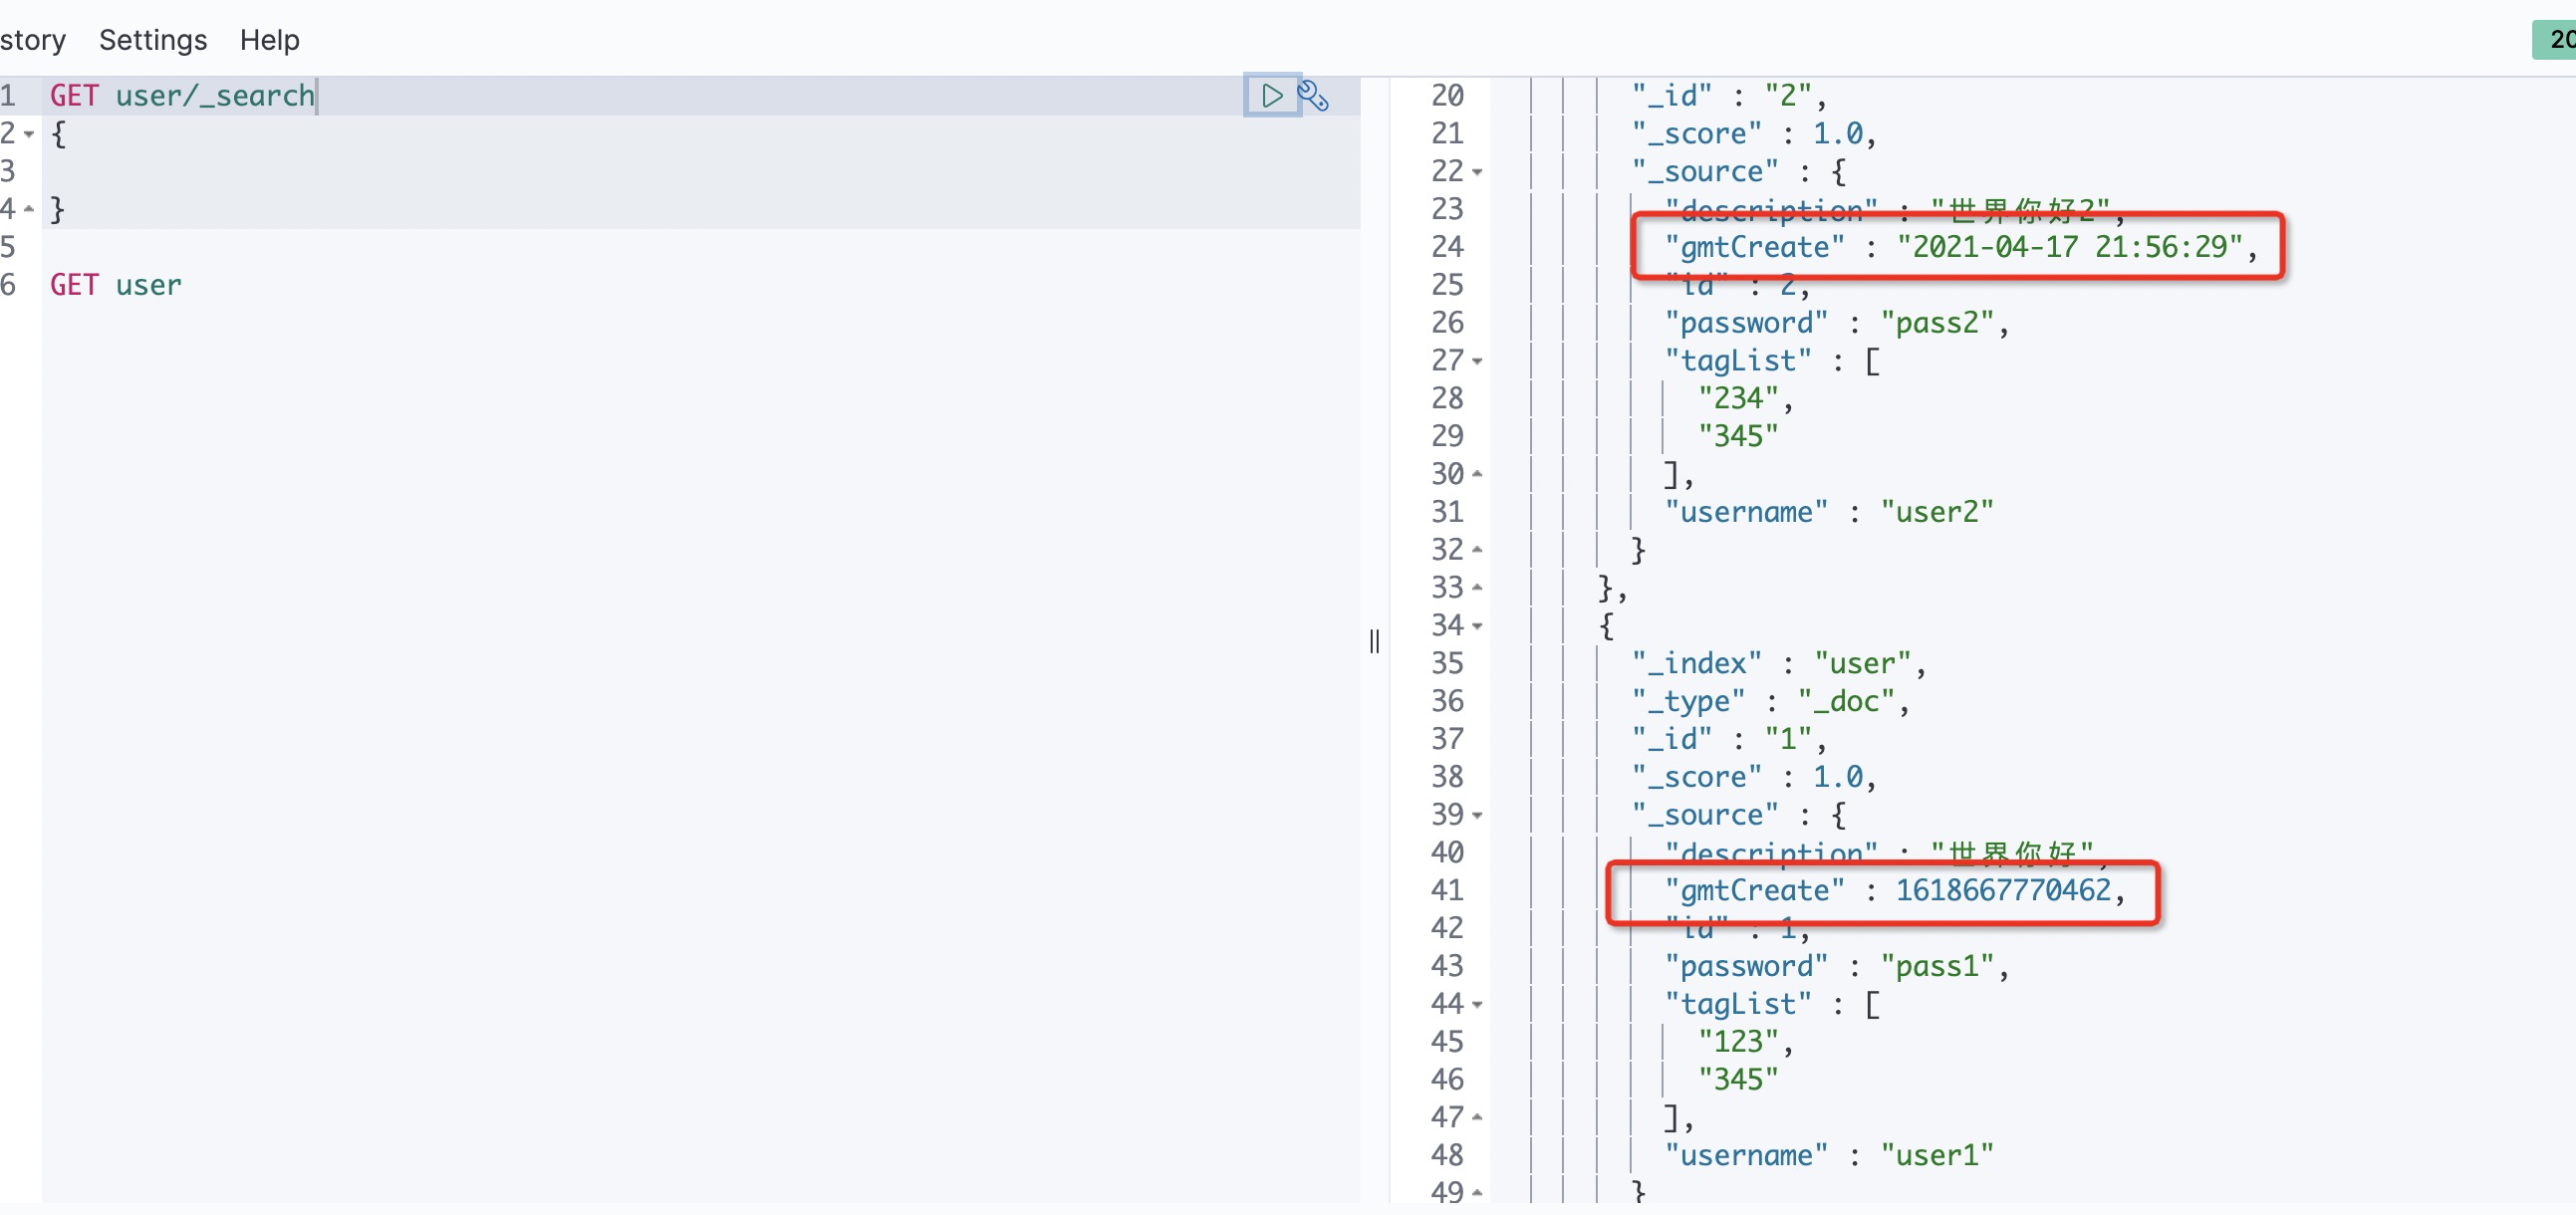 story Settings Help
20
1 GET user/_search
2 {
3
4 }
5
6 GET user
20 "_id" : "2",
21 "_score" : 1.0,
22 "_source" : {
23 "description" : "世界你好2",
24 "gmtCreate" : "2021-04-17 21:56:29",
25 "id" : 2,
26 "password" : "pass2",
27 "tagList" : [
28 "234",
29 "345"
30 ],
31 "username" : "user2"
32 }
33 },
34 {
35 "_index" : "user",
36 "_type" : "_doc",
37 "_id" : "1",
38 "_score" : 1.0,
39 "_source" : {
40 "description" : "世界你好",
41 "gmtCreate" : 1618667770462,
42 "id" : 1,
43 "password" : "pass1",
44 "tagList" : [
45 "123",
46 "345"
47 ],
48 "username" : "user1"
49 }